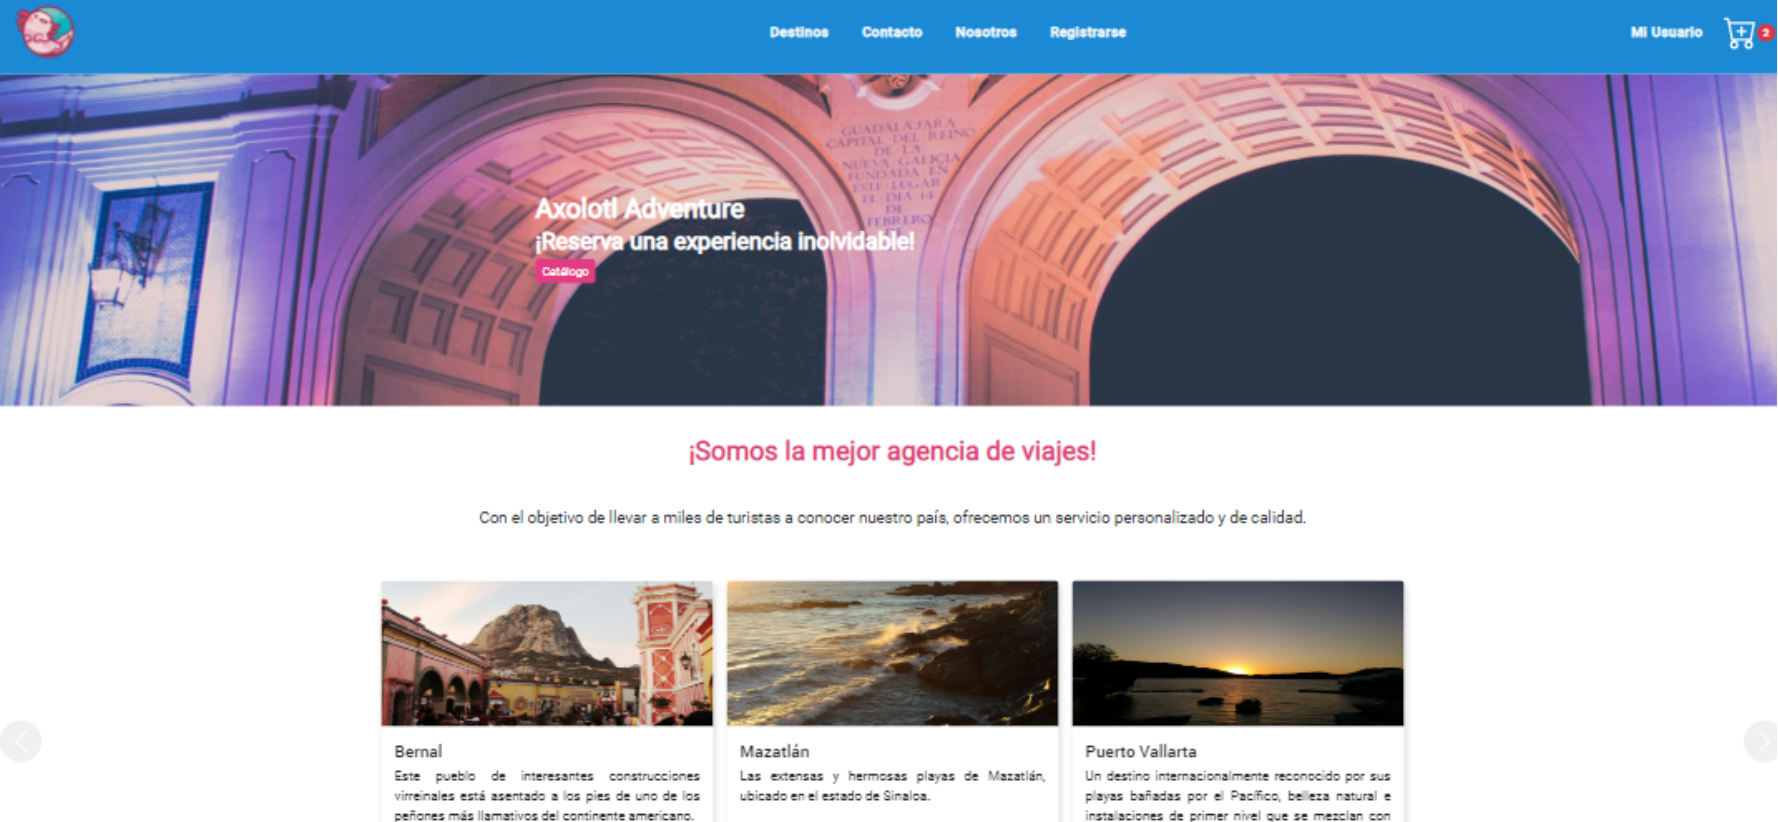 Destinos Contacto Nosotros Registrarse Mi Usuario 2
GUADALAJARA
CAPITAL·DEL·REINO
DE·LA
NUEVA·GALICIA
FUNDADA·EN
ESTE·LUGAR
EL·DIA·14
DE
FEBRERO
Axolotl Adventure
¡Reserva una experiencia inolvidable!
Catálogo
¡Somos la mejor agencia de viajes!
Con el objetivo de llevar a miles de turistas a conocer nuestro país, ofrecemos un servicio personalizado y de calidad.
Bernal
Este pueblo de interesantes construcciones
virreinales está asentado a los pies de uno de los
peñones más llamativos del continente americano.
Mazatlán
Las extensas y hermosas playas de Mazatlán,
ubicado en el estado de Sinaloa.
Puerto Vallarta
Un destino internacionalmente reconocido por sus
playas bañadas por el Pacífico, belleza natural e
instalaciones de primer nivel que se mezclan con